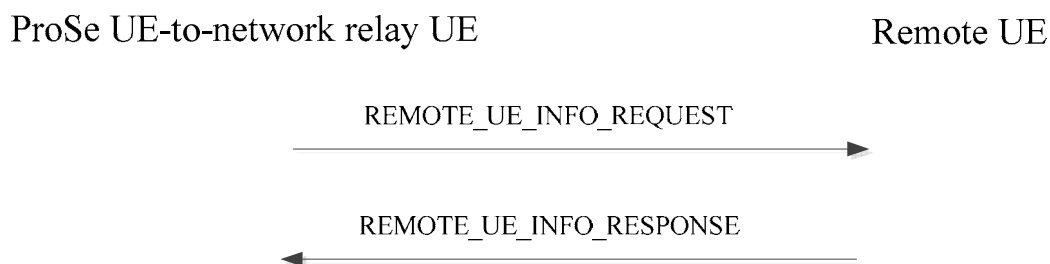 ProSe UE-to-network relay UE
Remote UE
REMOTE_UE_INFO_REQUEST
REMOTE_UE_INFO_RESPONSE